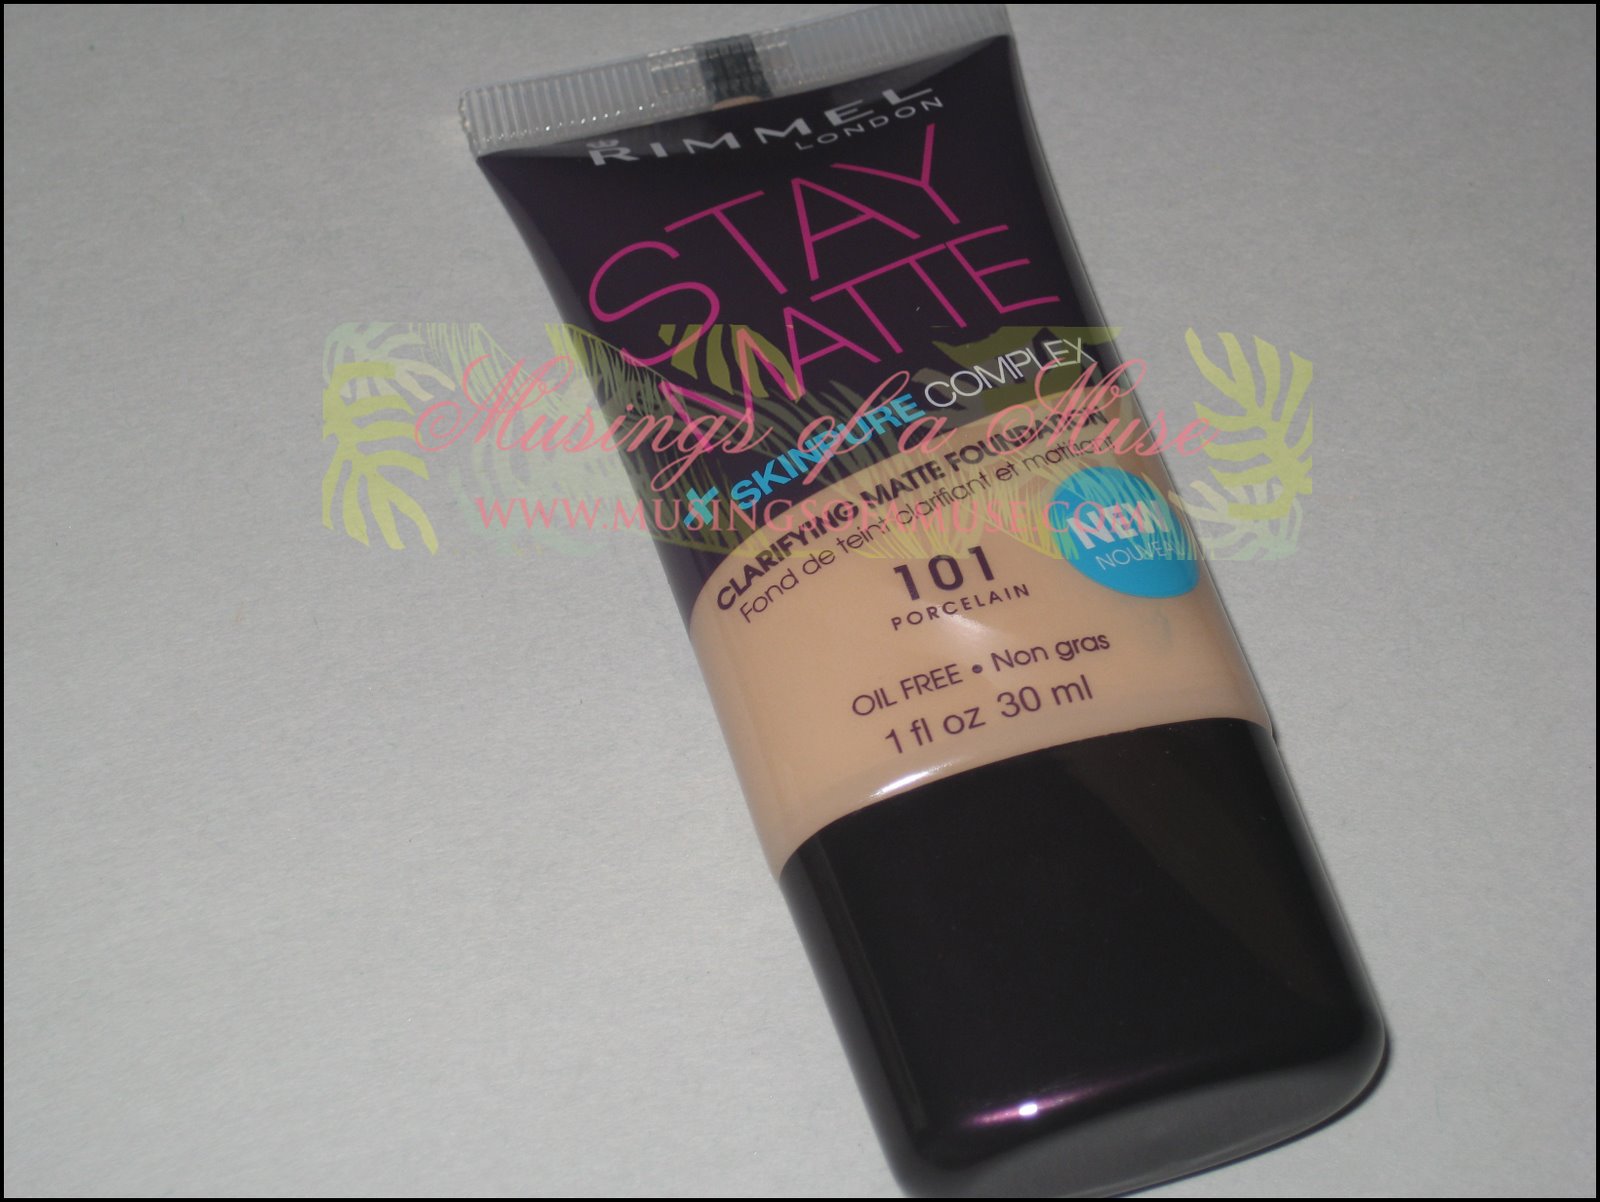 RIMMEL
LONDON
STAY
MATTE
+ SKINPURE COMPLEX
CLARIFYING MATTE FOUNDATION
Fond de teint clarifiant et matifiant
NEW
NOUVEAU
101
PORCELAIN
OIL FREE • Non gras
1 fl oz 30 ml
Musings of a Muse
WWW.MUSINGSOFAMUSE.COM